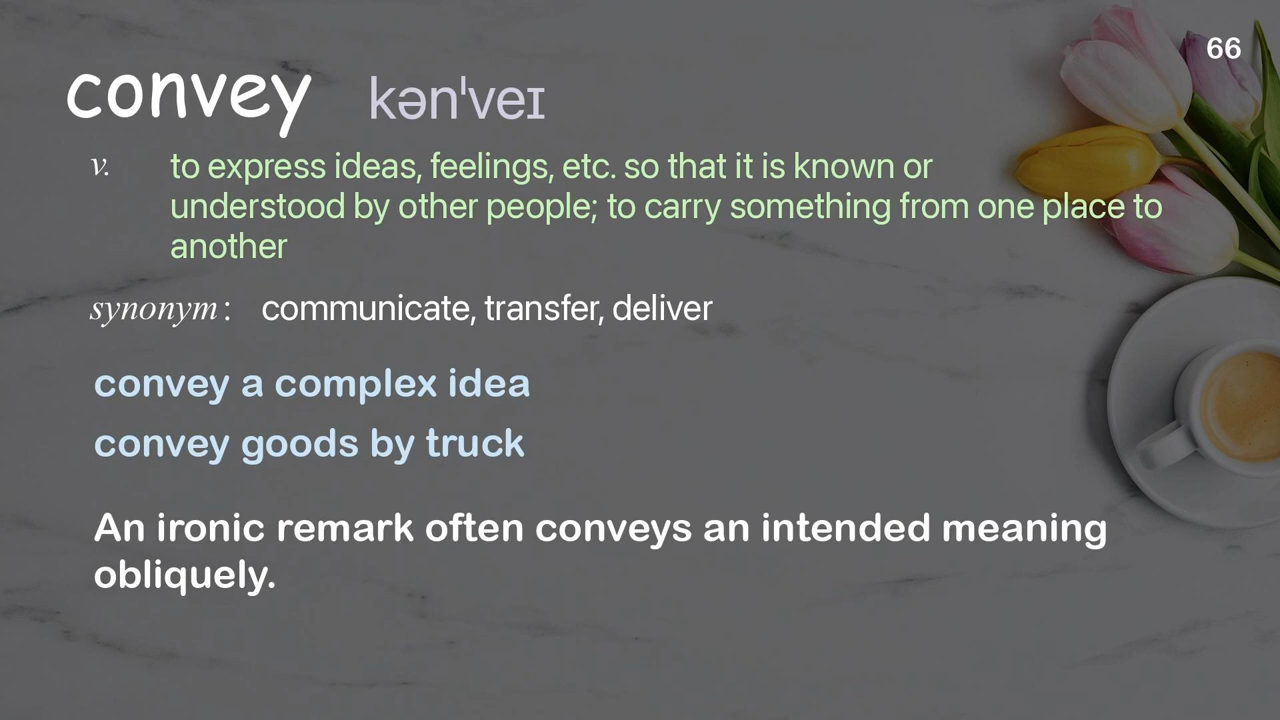 66
convey kənˈveɪ
v. to express ideas, feelings, etc. so that it is known or
understood by other people; to carry something from one place to
another
synonym : communicate, transfer, deliver
convey a complex idea
convey goods by truck
An ironic remark often conveys an intended meaning
obliquely.